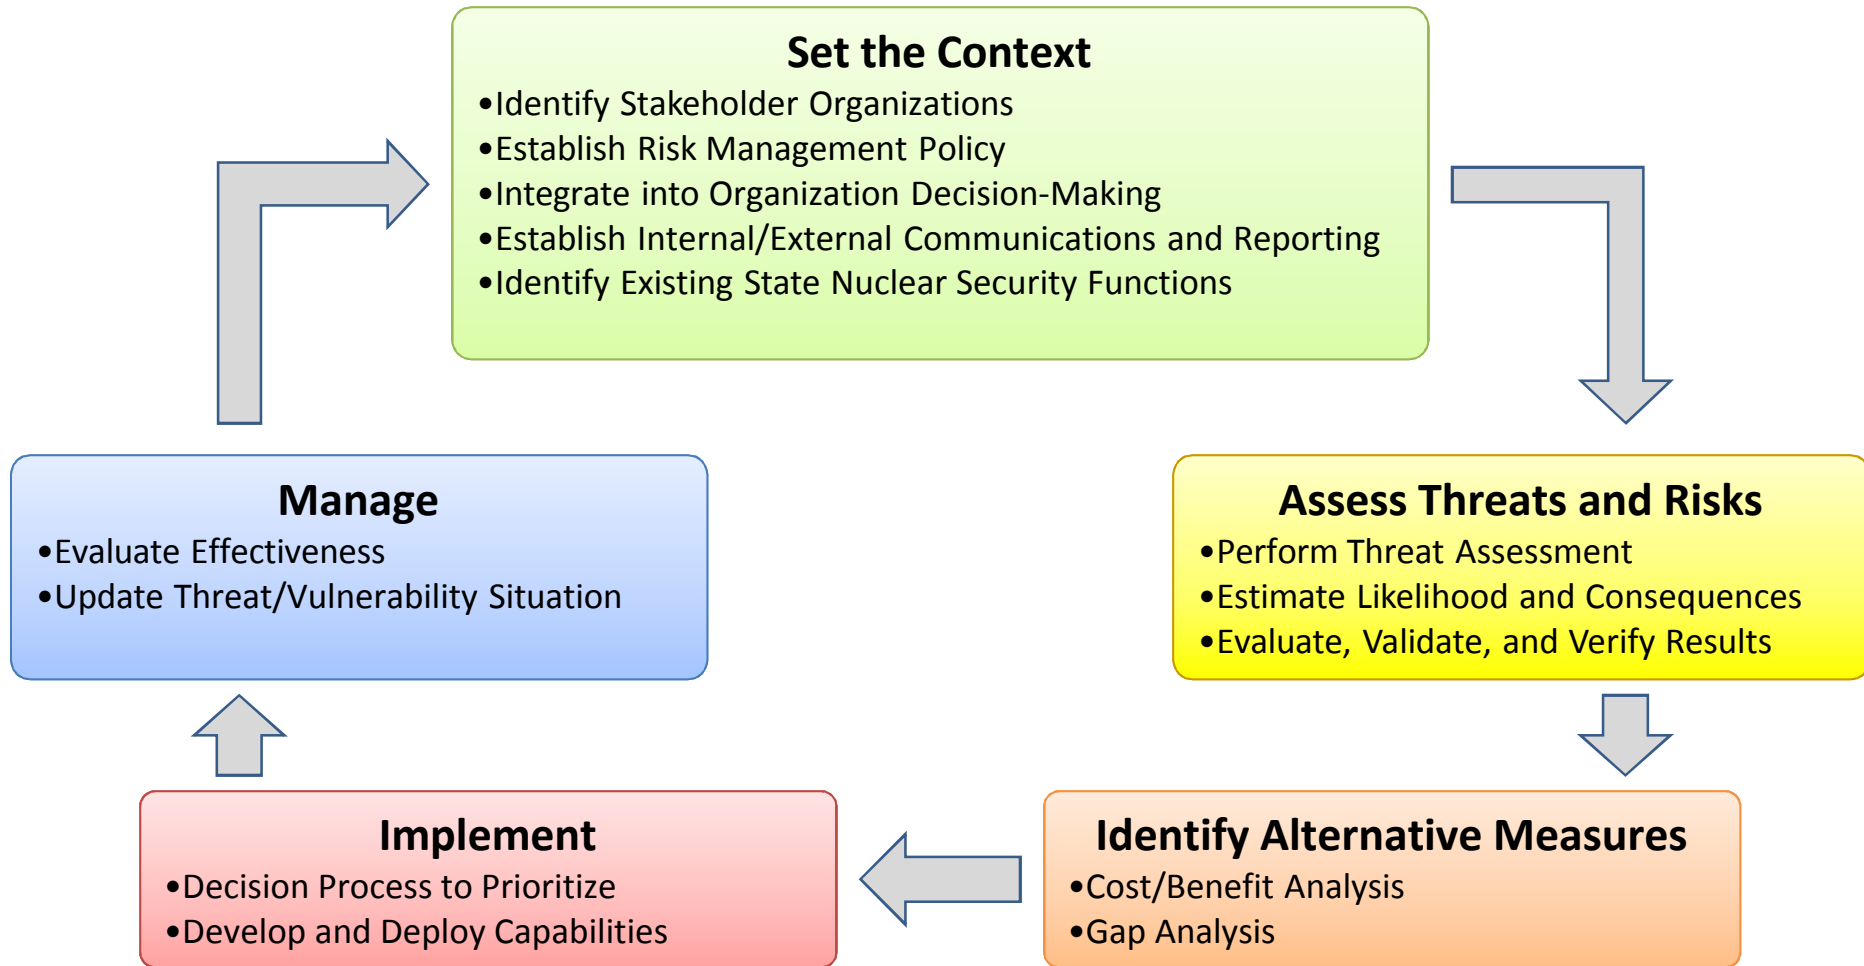 Set the Context
•Identify Stakeholder Organizations
•Establish Risk Management Policy
•Integrate into Organization Decision-Making
•Establish Internal/External Communications and Reporting
•Identify Existing State Nuclear Security Functions
Assess Threats and Risks
•Perform Threat Assessment
•Estimate Likelihood and Consequences
•Evaluate, Validate, and Verify Results
Identify Alternative Measures
•Cost/Benefit Analysis
•Gap Analysis
Implement
•Decision Process to Prioritize
•Develop and Deploy Capabilities
Manage
•Evaluate Effectiveness
•Update Threat/Vulnerability Situation